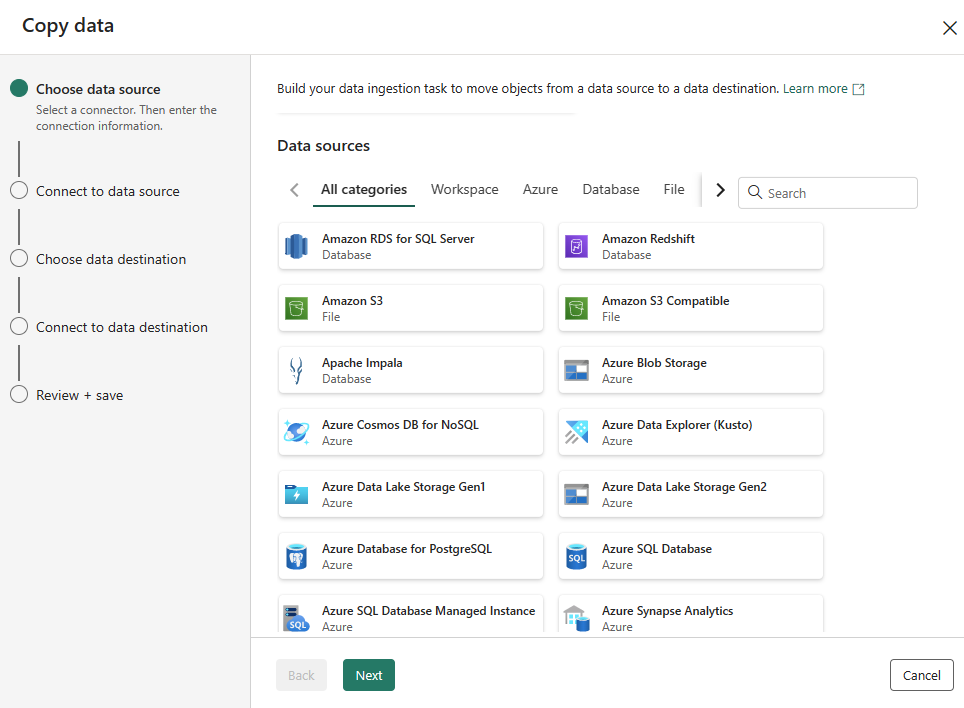 Copy data
Choose data source
Select a connector. Then enter the
connection information.
Connect to data source
Choose data destination
Connect to data destination
Review + save
Build your data ingestion task to move objects from a data source to a data destination. Learn more
Data sources
All categories Workspace Azure Database File Search
Amazon RDS for SQL Server
Database
Amazon Redshift
Database
Amazon S3
File
Amazon S3 Compatible
File
Apache Impala
Database
Azure Blob Storage
Azure
Azure Cosmos DB for NoSQL
Azure
Azure Data Explorer (Kusto)
Azure
Azure Data Lake Storage Gen1
Azure
Azure Data Lake Storage Gen2
Azure
Azure Database for PostgreSQL
Azure
SQL
Azure SQL Database
Azure
SQL
Azure SQL Database Managed Instance
Azure
Azure Synapse Analytics
Azure
Back Next Cancel